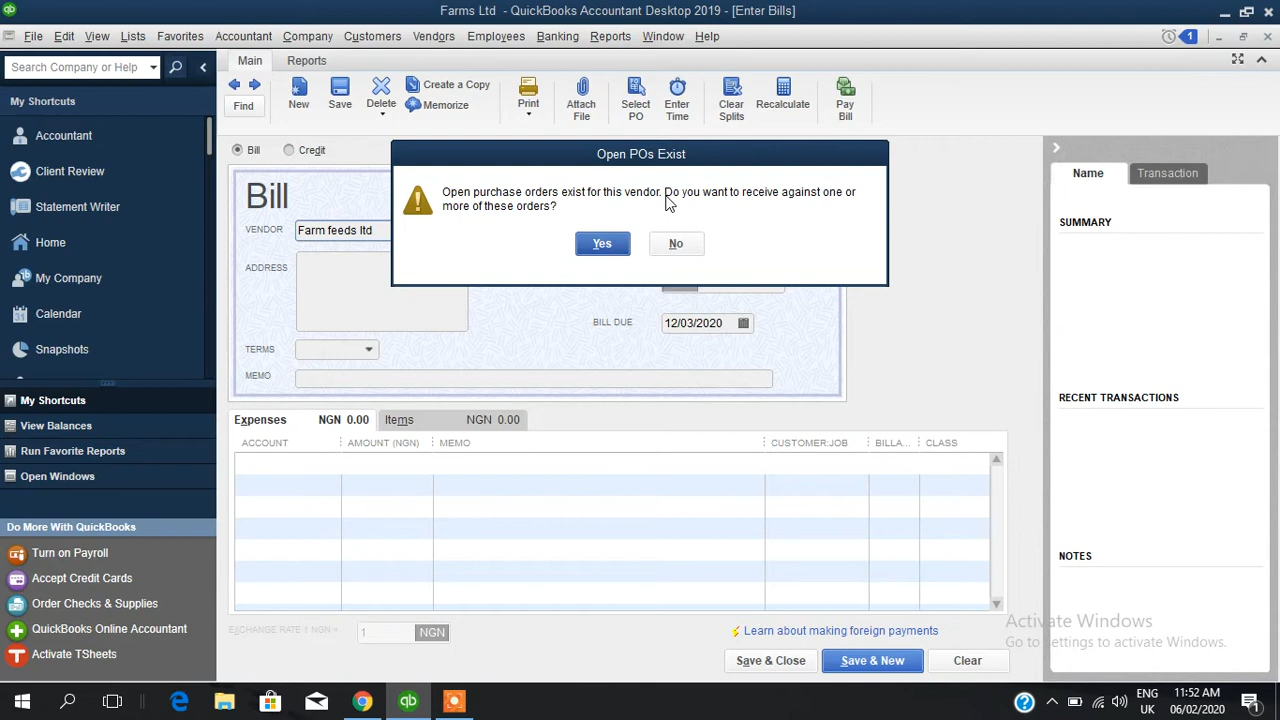 Farms Ltd - QuickBooks Accountant Desktop 2019 - [Enter Bills]
File Edit View Lists Favorites Accountant Company Customers Vendors Employees Banking Reports Window Help
1
Search Company or Help
My Shortcuts
Accountant
Client Review
Statement Writer
Home
My Company
Calendar
Snapshots
My Shortcuts
View Balances
Run Favorite Reports
Open Windows
Do More With QuickBooks
Turn on Payroll
Accept Credit Cards
Order Checks & Supplies
QuickBooks Online Accountant
Activate TSheets
Main Reports
Find
New
Save
Delete
Create a Copy
Memorize
Print
Attach File
Select PO
Enter Time
Clear Splits
Recalculate
Pay Bill
Bill Credit
Open POs Exist
Open purchase orders exist for this vendor. Do you want to receive against one or
more of these orders?
Yes No
Bill
VENDOR Farm feeds ltd
ADDRESS
BILL DUE 12/03/2020
TERMS
MEMO
Expenses NGN 0.00 Items NGN 0.00
ACCOUNT AMOUNT (NGN) MEMO CUSTOMER:JOB BILLA... CLASS
EXCHANGE RATE 1 NGN = 1 NGN
Learn about making foreign payments
Save & Close Save & New Clear
Name Transaction
SUMMARY
RECENT TRANSACTIONS
NOTES
Activate Windows
Go to Settings to activate Windows.
ENG
UK
11:52 AM
06/02/2020
1